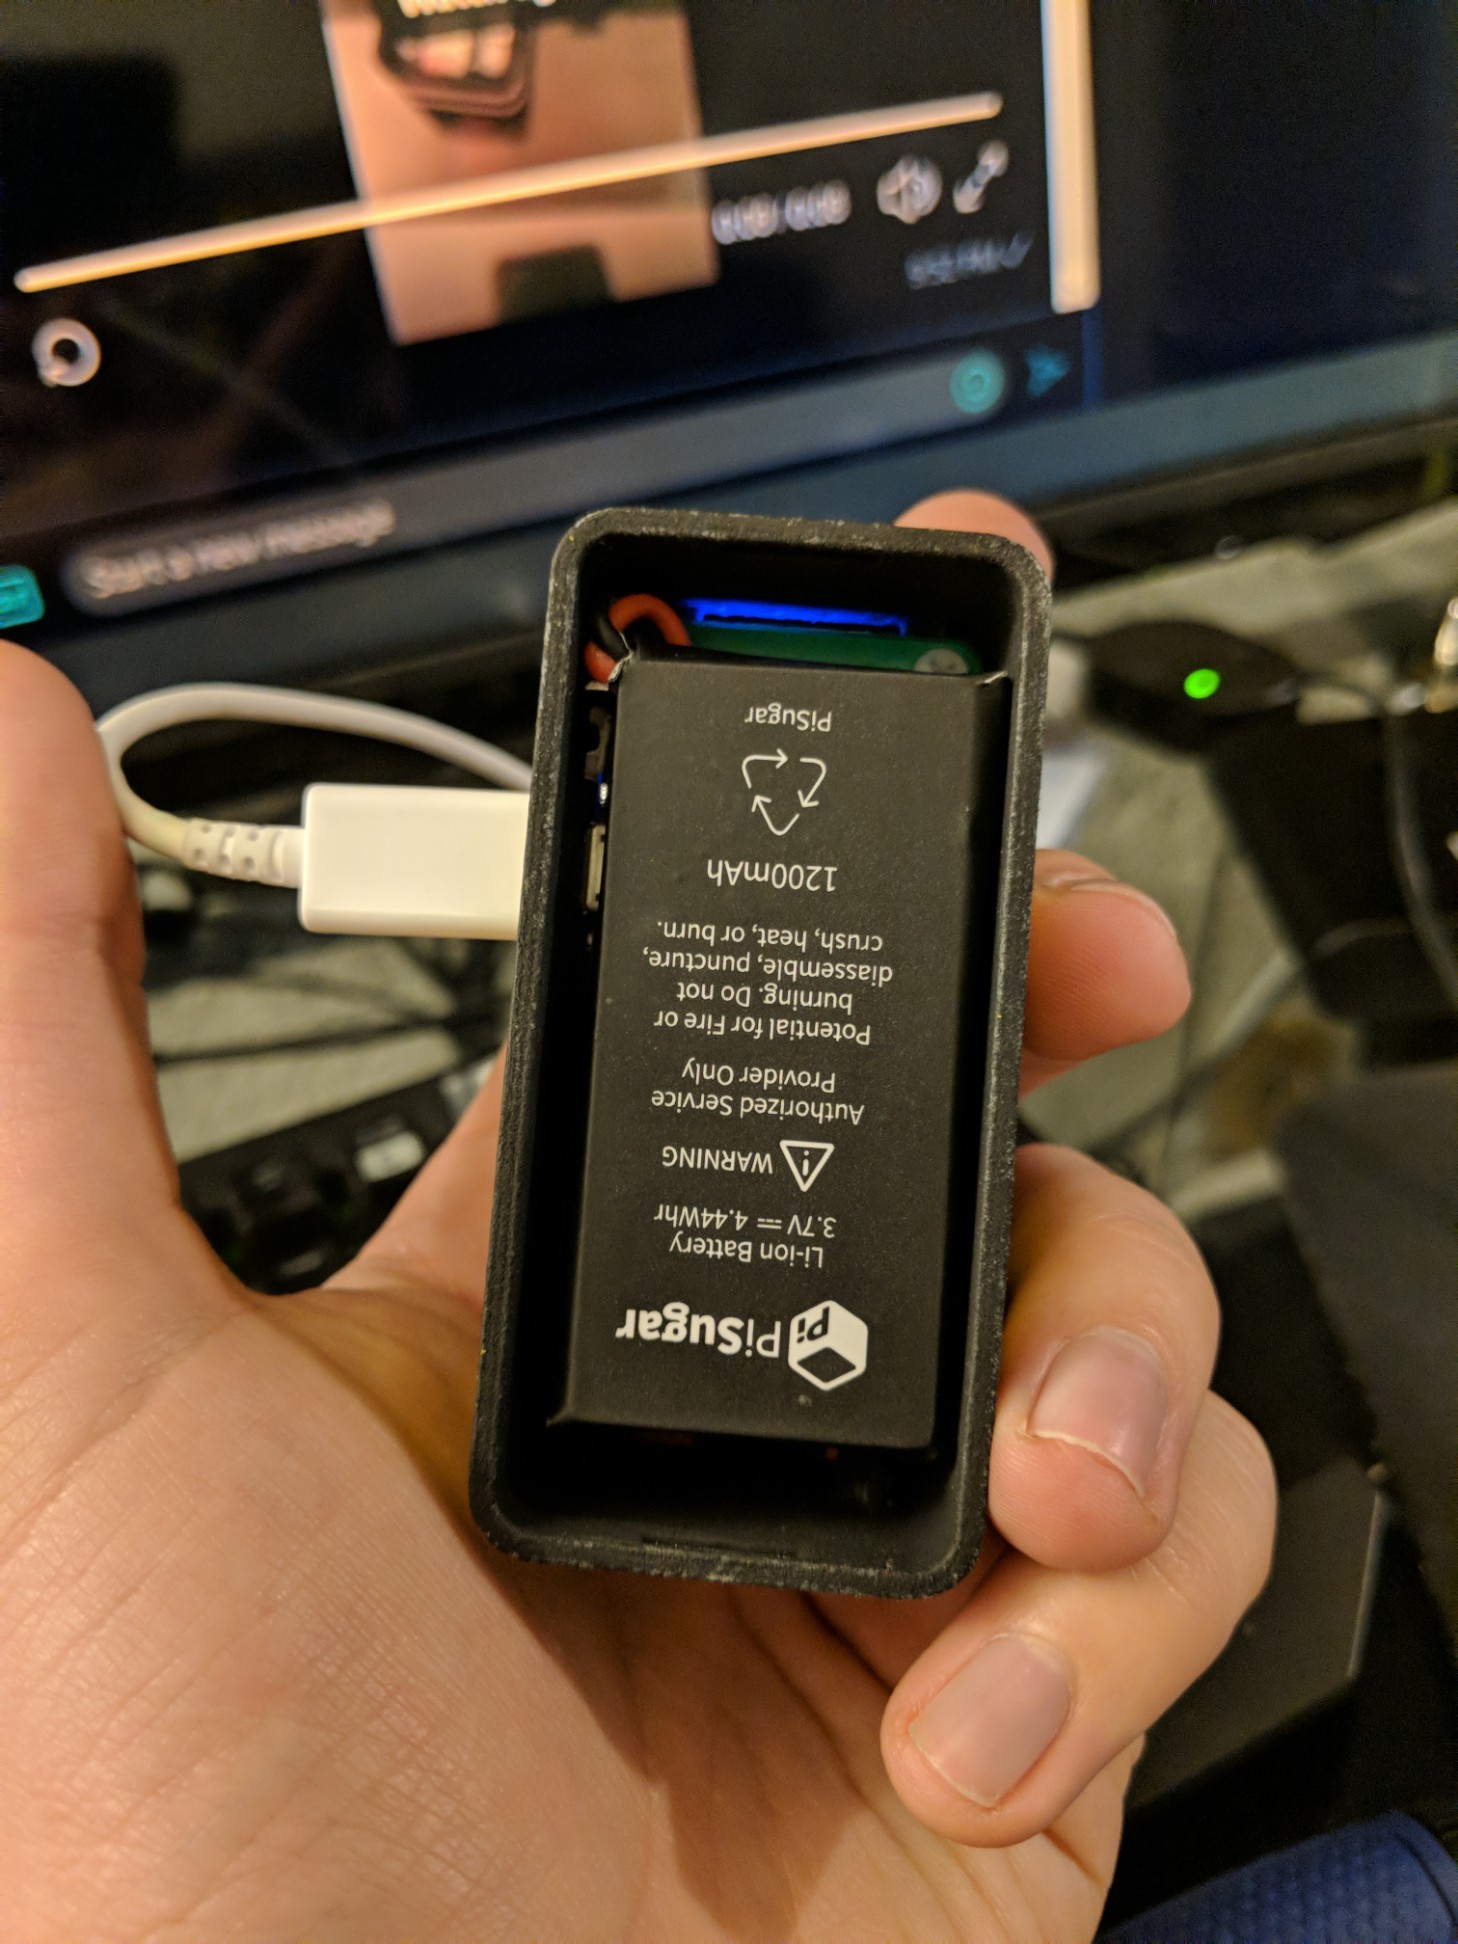 Start a new message
PiSugar
Li-ion Battery
3.7V 4.44Whr
WARNING
Authorized Service
Provider Only
Potential for Fire or
burning. Do not
diassemble, puncture,
crush, heat, or burn.
1200mAh
PiSugar